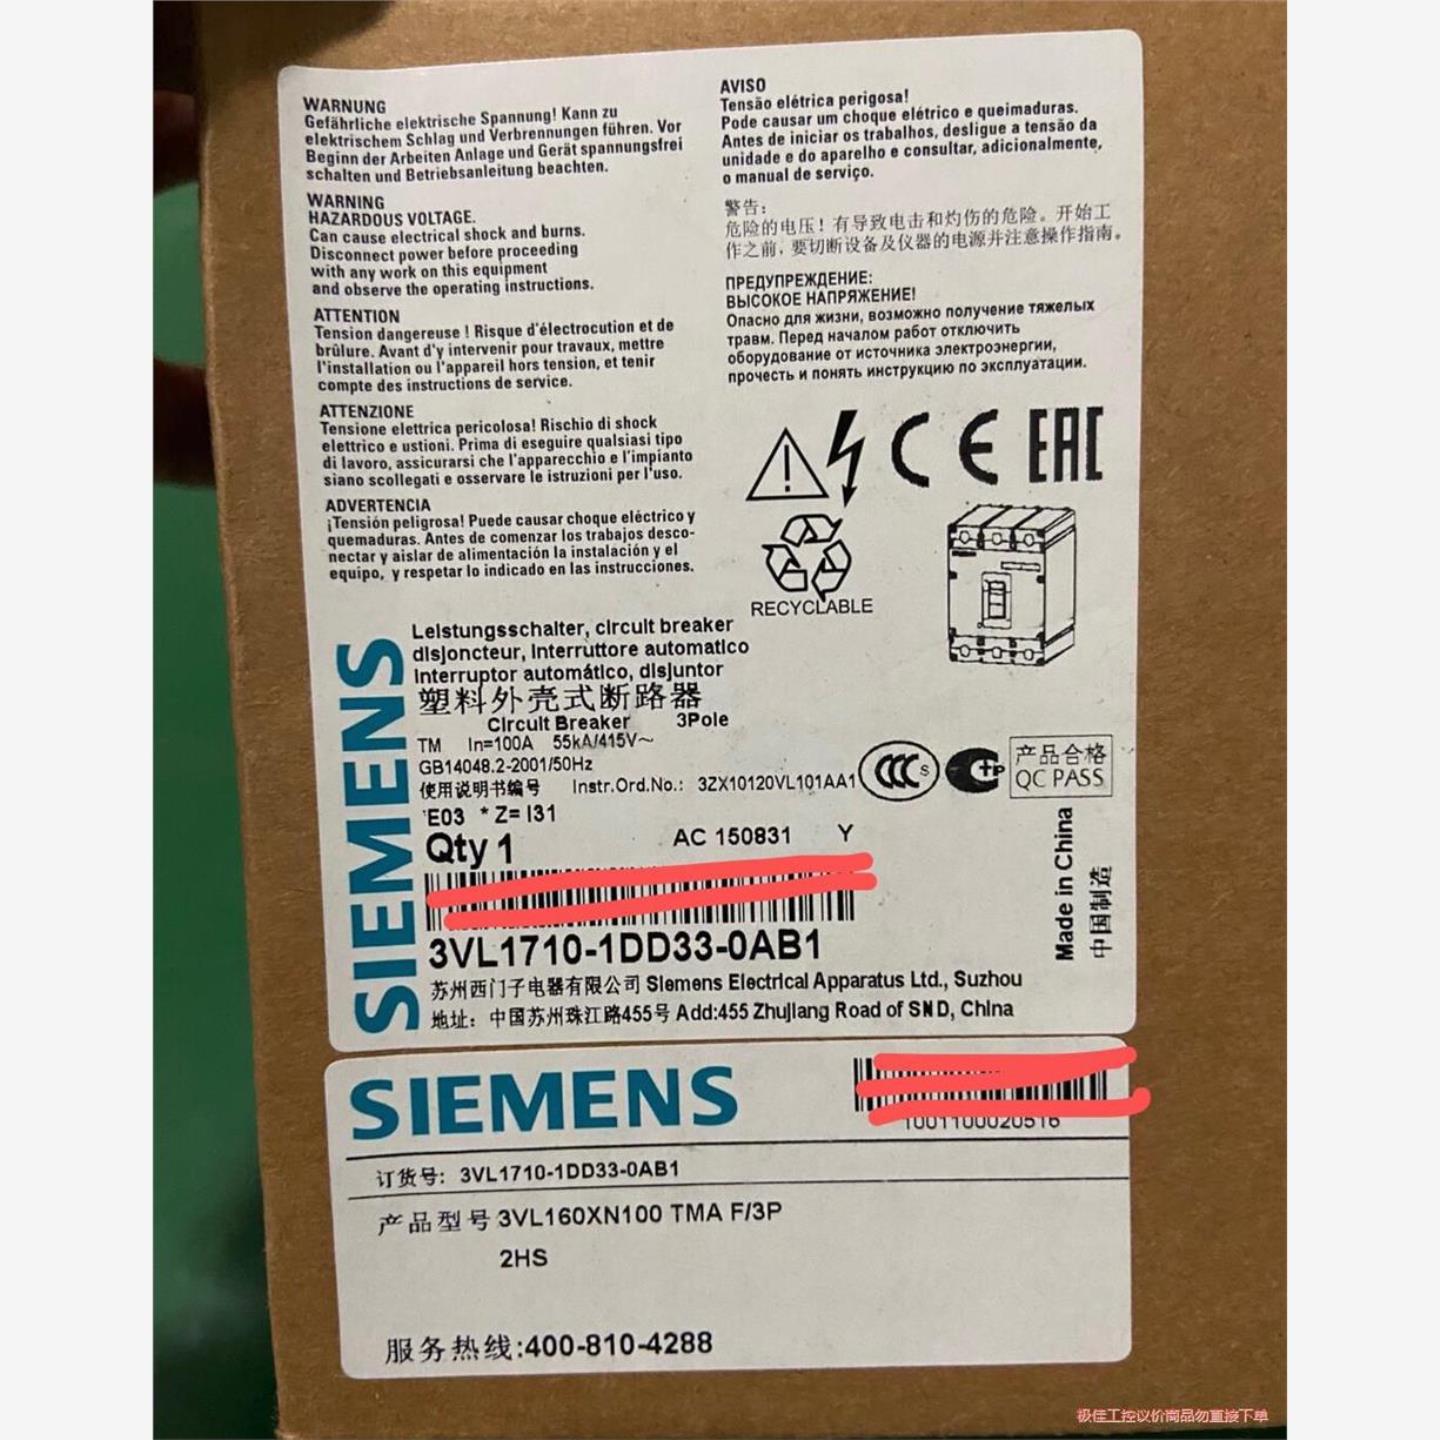 WARNUNG
Gefährliche elektrische Spannung! Kann zu
elektrischem Schlag und Verbrennungen führen. Vor
Beginn der Arbeiten Anlage und Gerät spannungsfrei
schalten und Betriebsanleitung beachten.
WARNING
HAZARDOUS VOLTAGE.
Can cause electrical shock and burns.
Disconnect power before proceeding
with any work on this equipment
and observe the operating instructions.
ATTENTION
Tension dangereuse ! Risque d'électrocution et de
brûlure. Avant d'y intervenir pour travaux, mettre
l'installation ou l'appareil hors tension, et tenir
compte des instructions de service.
ATTENZIONE
Tensione elettrica pericolosa! Rischio di shock
elettrico e ustioni. Prima di eseguire qualsiasi tipo
di lavoro, assicurarsi che l'apparecchio e l'impianto
siano scollegati e osservare le istruzioni per l'uso.
ADVERTENCIA
¡Tensión peligrosa! Puede causar choque eléctrico y
quemaduras. Antes de comenzar los trabajos desco-
nectar y aislar de alimentación la instalación y el
equipo, y respetar lo indicado en las instrucciones.
AVISO
Tensão elétrica perigosa!
Pode causar um choque elétrico e queimaduras.
Antes de iniciar os trabalhos, desligue a tensão da
unidade e do aparelho e consultar, adicionalmente,
o manual de serviço.
警告:
危险的电压！有导致电击和灼伤的危险。开始工
作之前，要切断设备及仪器的电源并注意操作指南。
ПРЕДУПРЕЖДЕНИЕ:
ВЫСОКОЕ НАПРЯЖЕНИЕ!
Опасно для жизни, возможно получение тяжелых
травм. Перед началом работ отключить
оборудование от источника электроэнергии,
прочесть и понять инструкцию по эксплуатации.
CE EAC
RECYCLABLE
SIEMENS
Leistungsschalter, circuit breaker
disjoncteur, interruttore automatico
interruptor automático, disjuntor
塑料外壳式断路器
Circuit Breaker 3Pole
TM In=100A 55kA/415V~
GB14048.2-2001/50Hz
使用说明书编号 Instr.Ord.No.: 3ZX10120VL101AA1
CCC S
产品合格
QC PASS
E03 * Z= I31
Qty 1 AC 150831 Y
3VL1710-1DD33-0AB1
Made in China
中国制造
苏州西门子电器有限公司 Siemens Electrical Apparatus Ltd., Suzhou
地址: 中国苏州珠江路455号 Add:455 Zhujiang Road of SND, China
SIEMENS
1001100020516
订货号: 3VL1710-1DD33-0AB1
产品型号 3VL160XN100 TMA F/3P
2HS
服务热线:400-810-4288
极佳工控议价商品勿直接下单